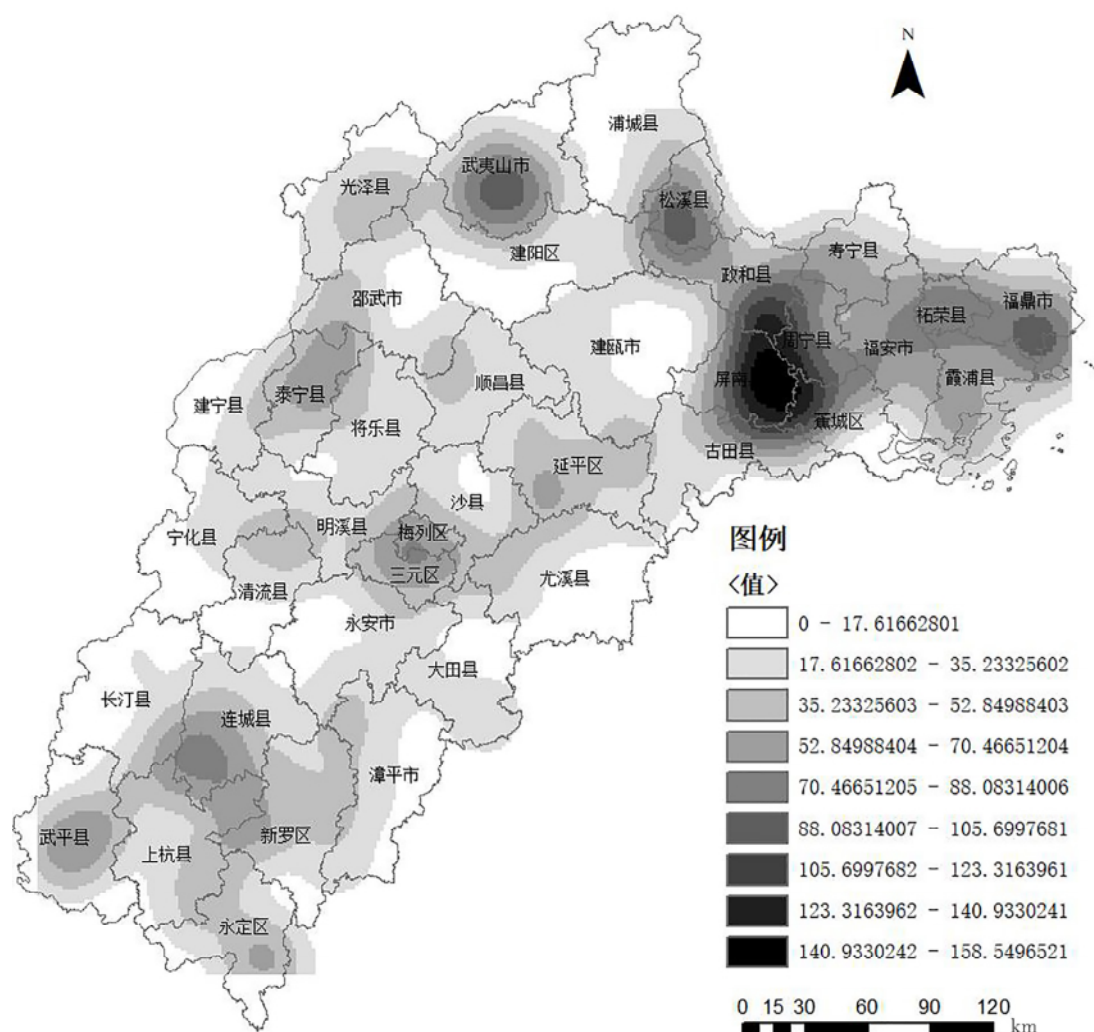 N
浦城县
武夷山市
光泽县
松溪县
建阳区
寿宁县
政和县
邵武市
柘荣县
福鼎市
周宁县
建瓯市
福安市
屏南
顺昌县
霞浦县
泰宁县
建宁县
将乐县
蕉城区
古田县
延平区
沙县
明溪县
梅列区
宁化县
三元区
尤溪县
清流县
永安市
大田县
长汀县
连城县
漳平市
武平县
新罗区
上杭县
永定区
图例
<值>
0 - 17.61662801
17.61662802 - 35.23325602
35.23325603 - 52.84988403
52.84988404 - 70.46651204
70.46651205 - 88.08314006
88.08314007 - 105.6997681
105.6997682 - 123.3163961
123.3163962 - 140.9330241
140.9330242 - 158.5496521
0 15 30 60 90 120
km